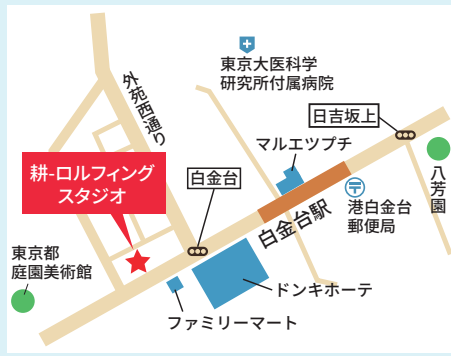 東京大医科学
研究所付属病院
外苑西通り
日吉坂上
マルエツプチ
耕-ロルフィング
スタジオ
白金台
八芳園
白金台駅
港白金台
郵便局
東京都
庭園美術館
ドンキホーテ
ファミリーマート